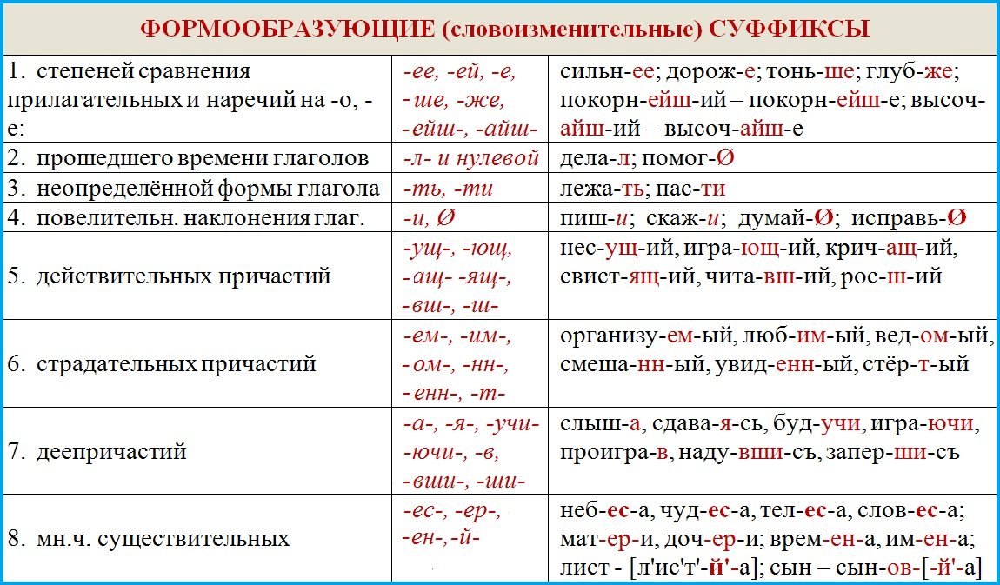 ФОРМООБРАЗУЮЩИЕ (словоизменительные) СУФФИКСЫ
1. степеней сравнения
прилагательных и наречий на -о, -
е:
-ее, -ей, -е,
-ше, -же,
-ейш-, -айш-
сильн-ее; дорож-е; тонь-ше; глуб-же;
покорн-ейш-ий – покорн-ейш-е; высоч-
айш-ий – высоч-айш-е
2. прошедшего времени глаголов
-л- и нулевой
дела-л; помог-Ø
3. неопределённой формы глагола
-ть, -ти
лежа-ть; пас-ти
4. повелительн. наклонения глаг.
-и, Ø
пиш-и; скаж-и; думай-Ø; исправь-Ø
5. действительных причастий
-ущ-, -ющ,
-ащ- -ящ-,
-вш-, -ш-
нес-ущ-ий, игра-ющ-ий, крич-ащ-ий,
свист-ящ-ий, чита-вш-ий, рос-ш-ий
6. страдательных причастий
-ем-, -им-,
-ом-, -нн-,
-енн-, -т-
организу-ем-ый, люб-им-ый, вед-ом-ый,
смеша-нн-ый, увид-енн-ый, стёр-т-ый
7. деепричастий
-а-, -я-, -учи-
-ючи-, -в,
-вши-, -ши-
слыш-а, сдава-я-сь, буд-учи, игра-ючи,
проигра-в, наду-вши-съ, запер-ши-съ
8. мн.ч. существительных
-ес-, -ер-,
-ен-,-й-
неб-ес-а, чуд-ес-а, тел-ес-а, слов-ес-а;
мат-ер-и, доч-ер-и; врем-ен-а, им-ен-а;
лист - [л'ис'т'-й'-а]; сын – сын-ов-[-й'-а]